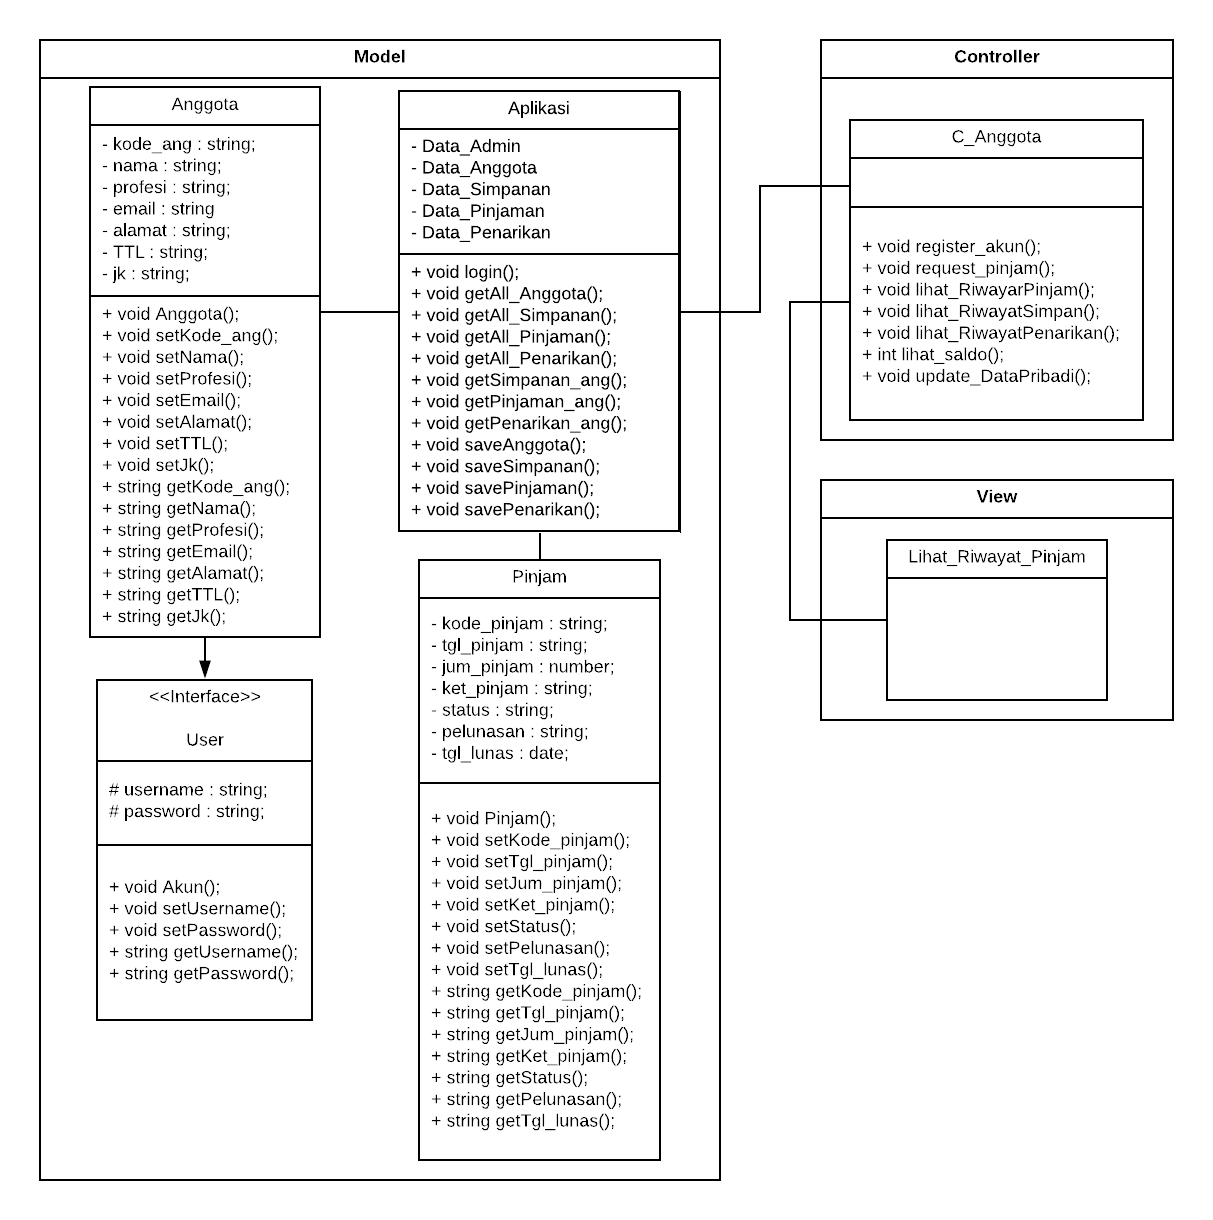 Model
Anggota
- kode_ang : string;
- nama : string;
- profesi : string;
- email : string
- alamat : string;
- TTL : string;
- jk : string;
+ void Anggota();
+ void setKode_ang();
+ void setNama();
+ void setProfesi();
+ void setEmail();
+ void setAlamat();
+ void setTTL();
+ void setJk();
+ string getKode_ang();
+ string getNama();
+ string getProfesi();
+ string getEmail();
+ string getAlamat();
+ string getTTL();
+ string getJk();
<<Interface>>
User
# username : string;
# password : string;
+ void Akun();
+ void setUsername();
+ void setPassword();
+ string getUsername();
+ string getPassword();
Aplikasi
- Data_Admin
- Data_Anggota
- Data_Simpanan
- Data_Pinjaman
- Data_Penarikan
+ void login();
+ void getAll_Anggota();
+ void getAll_Simpanan();
+ void getAll_Pinjaman();
+ void getAll_Penarikan();
+ void getSimpanan_ang();
+ void getPinjaman_ang();
+ void getPenarikan_ang();
+ void saveAnggota();
+ void saveSimpanan();
+ void savePinjaman();
+ void savePenarikan();
Pinjam
- kode_pinjam : string;
- tgl_pinjam : string;
- jum_pinjam : number;
- ket_pinjam : string;
- status : string;
- pelunasan : string;
- tgl_lunas : date;
+ void Pinjam();
+ void setKode_pinjam();
+ void setTgl_pinjam();
+ void setJum_pinjam();
+ void setKet_pinjam();
+ void setStatus();
+ void setPelunasan();
+ void setTgl_lunas();
+ string getKode_pinjam();
+ string getTgl_pinjam();
+ string getJum_pinjam();
+ string getKet_pinjam();
+ string getStatus();
+ string getPelunasan();
+ string getTgl_lunas();
Controller
C_Anggota
+ void register_akun();
+ void request_pinjam();
+ void lihat_RiwayarPinjam();
+ void lihat_RiwayatSimpan();
+ void lihat_RiwayatPenarikan();
+ int lihat_saldo();
+ void update_DataPribadi();
View
Lihat_Riwayat_Pinjam